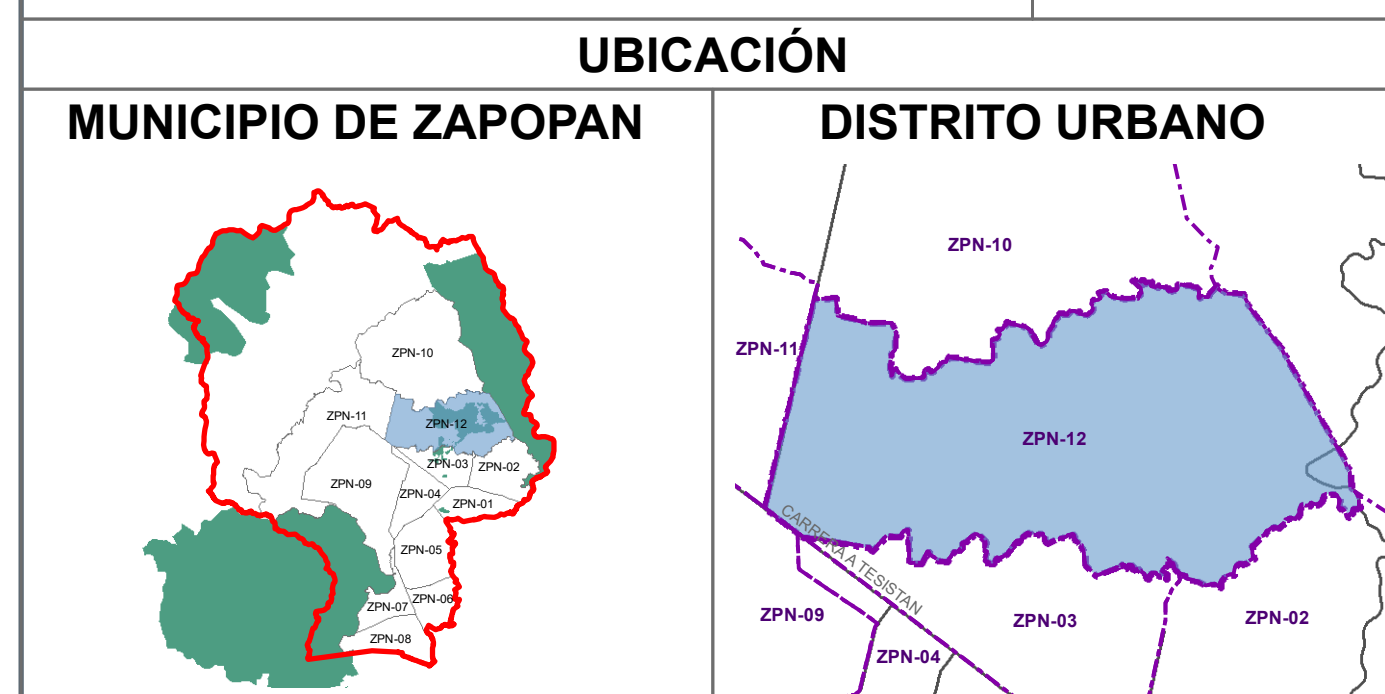 UBICACIÓN
MUNICIPIO DE ZAPOPAN
ZPN-10
ZPN-11
ZPN-12
ZPN-03
ZPN-02
ZPN-09
ZPN-04
ZPN-01
ZPN-05
ZPN-06
ZPN-07
ZPN-08
DISTRITO URBANO
ZPN-10
ZPN-11
ZPN-12
CARRERA A TESISTAN
ZPN-09
ZPN-03
ZPN-02
ZPN-04